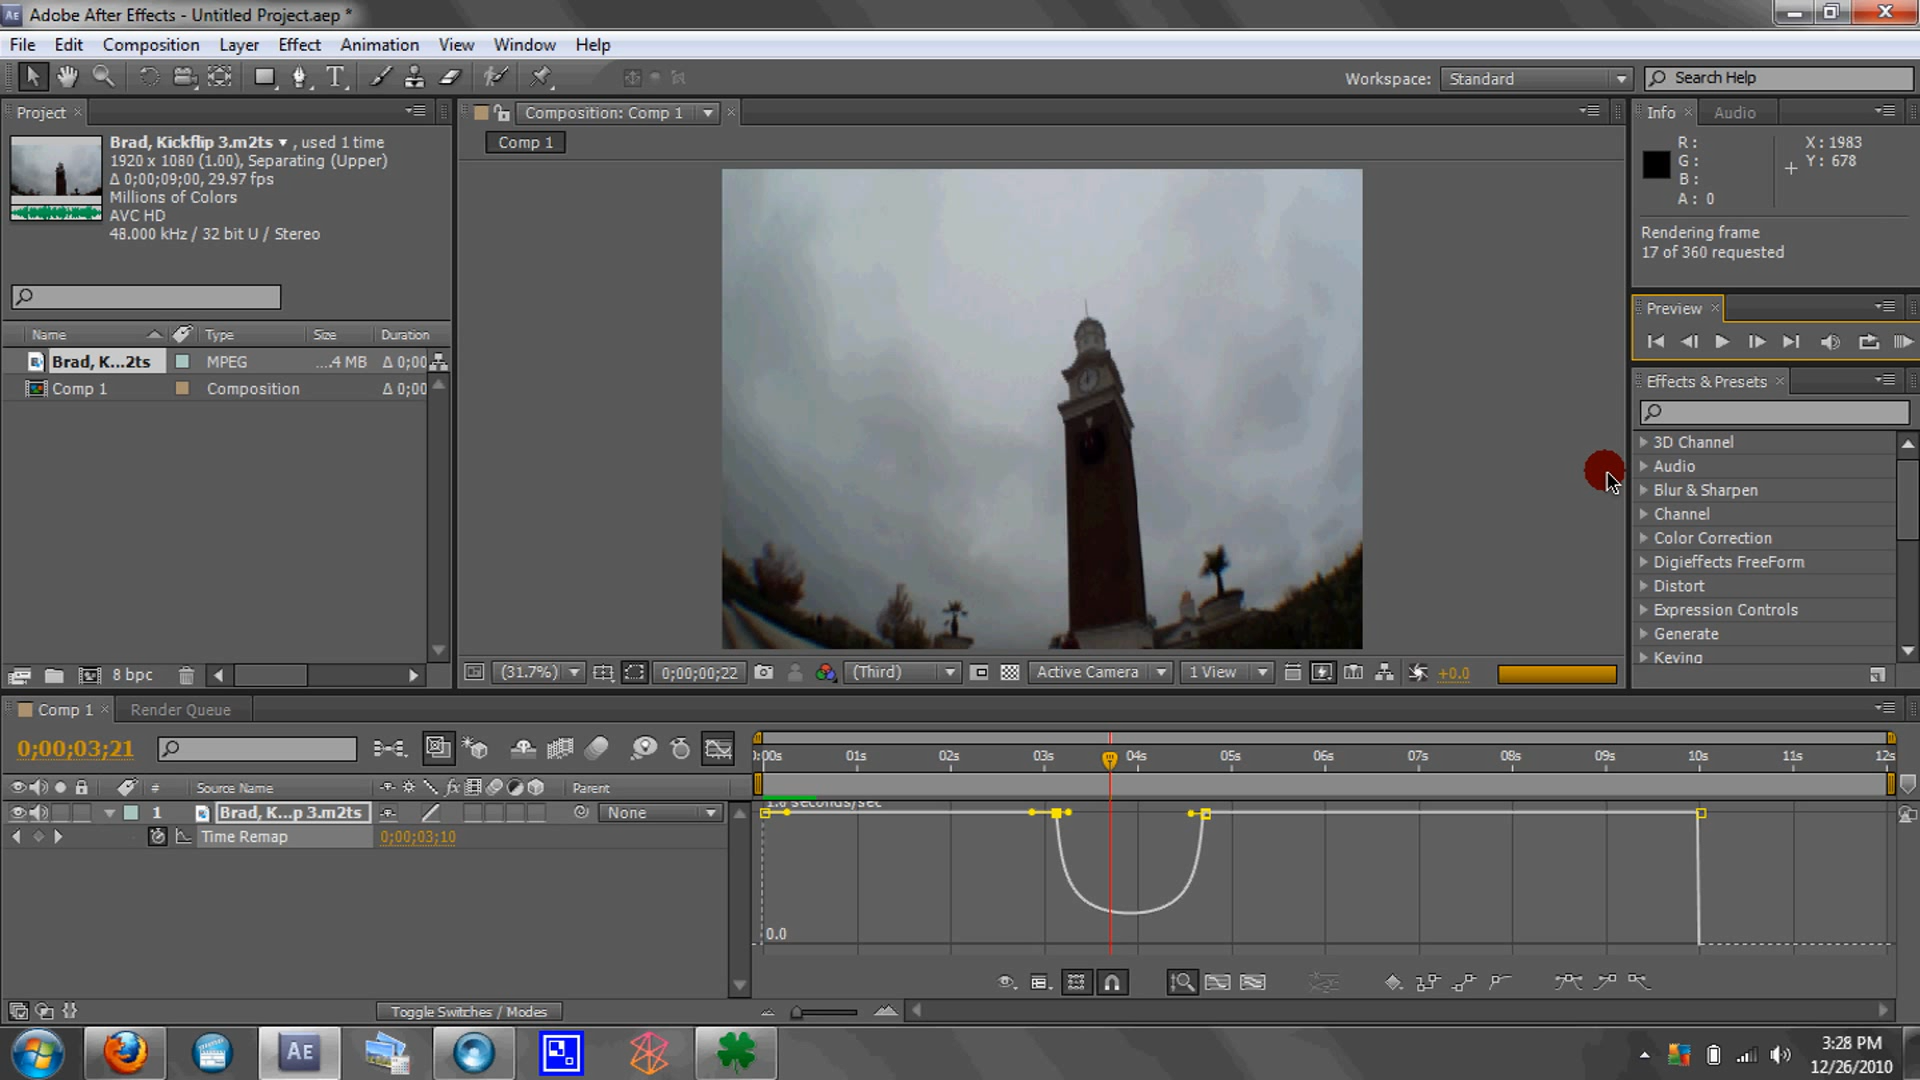 Adobe After Effects - Untitled Project.aep *
File Edit Composition Layer Effect Animation View Window Help
Workspace: Standard Search Help
Project
Brad, Kickflip 3.m2ts ▾ , used 1 time
1920 x 1080 (1.00), Separating (Upper)
Δ 0;00;09;00, 29.97 fps
Millions of Colors
AVC HD
48.000 kHz / 32 bit U / Stereo
Name Type Size Duration
Brad, K...2ts MPEG ....4 MB Δ 0;00
Comp 1 Composition Δ 0;00
8 bpc
Composition: Comp 1
Comp 1
(31.7%) 0;00;00;22 (Third) Active Camera 1 View +0.0
Info Audio
R: X: 1983
G: Y: 678
B:
A: 0
Rendering frame
17 of 360 requested
Preview
Effects & Presets
3D Channel
Audio
Blur & Sharpen
Channel
Color Correction
Digieffects FreeForm
Distort
Expression Controls
Generate
Keying
Comp 1 Render Queue
0;00;03;21
:00s 01s 02s 03s 04s 05s 06s 07s 08s 09s 10s 11s 12s
# Source Name fx Parent
1 Brad, K...p 3.m2ts None
Time Remap 0;00;03;10
1.0 seconds/sec
0.0
Toggle Switches / Modes
AE
3:28 PM
12/26/2010